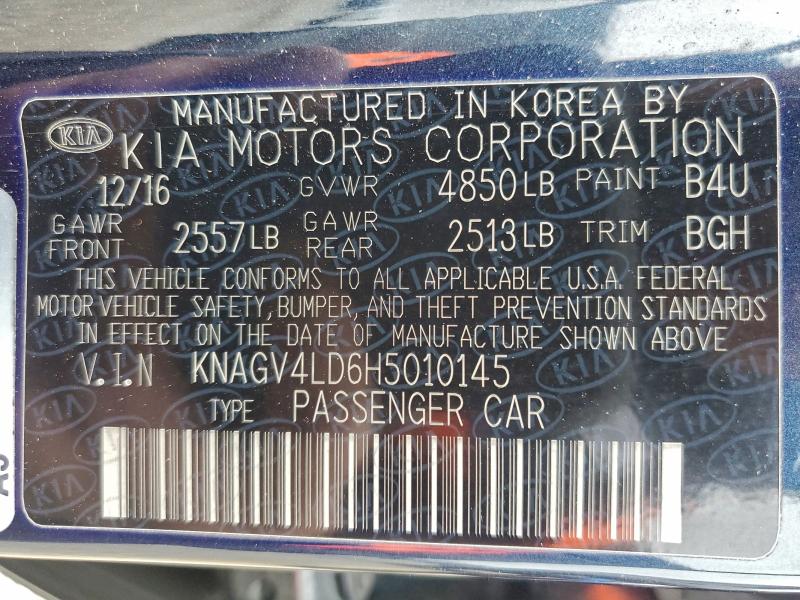 MANUFACTURED IN KOREA BY
KIA KIA MOTORS CORPORATION
12/16 GVWR 4850LB PAINT B4U
GAWR FRONT 2557LB GAWR REAR 2513LB TRIM BGH
THIS VEHICLE CONFORMS TO ALL APPLICABLE U.S.A. FEDERAL
MOTOR VEHICLE SAFETY, BUMPER, AND THEFT PREVENTION STANDARDS
IN EFFECT ON THE DATE OF MANUFACTURE SHOWN ABOVE
V.I.N KNAGV4LD6H5010145
TYPE PASSENGER CAR